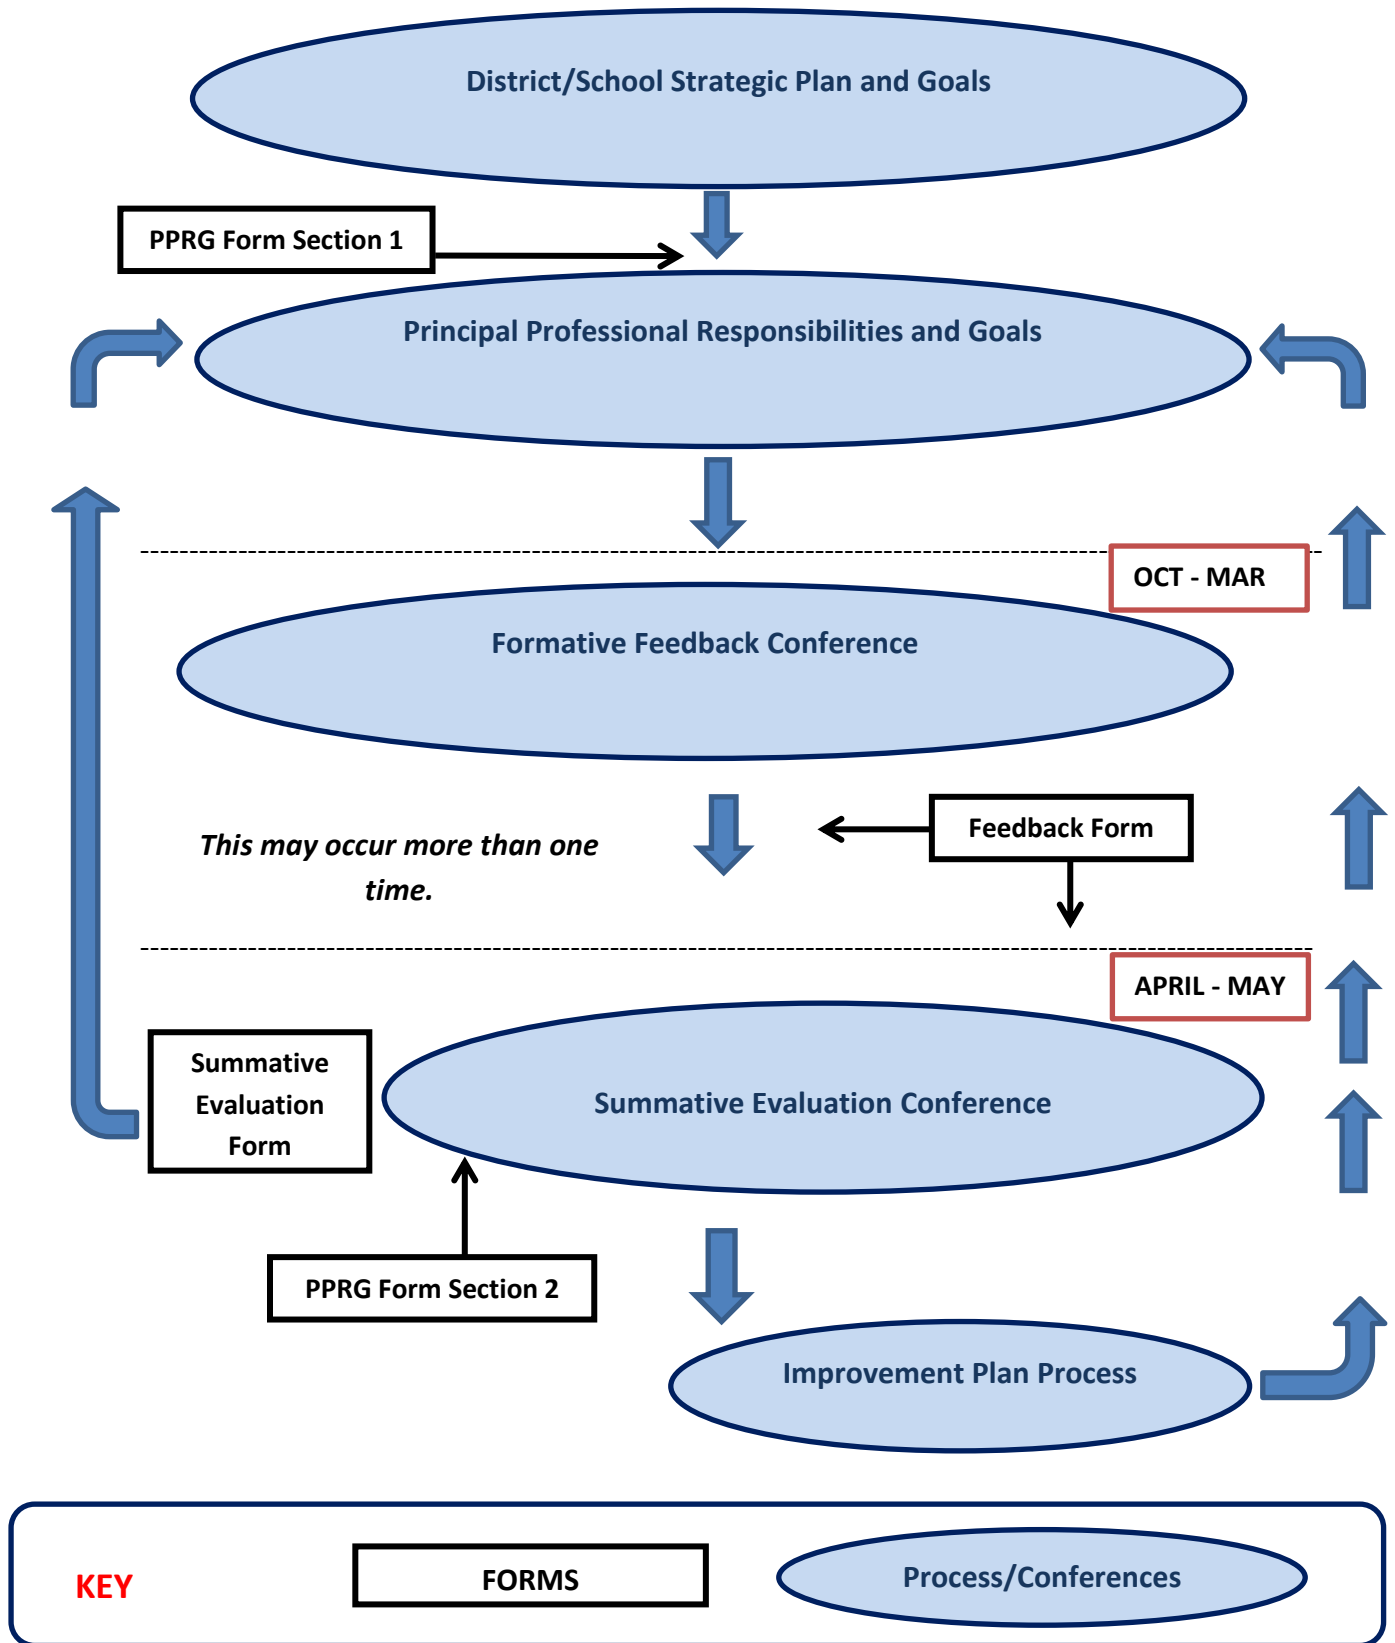 District/School Strategic Plan and Goals
PPRG Form Section 1
Principal Professional Responsibilities and Goals
OCT - MAR
Formative Feedback Conference
Feedback Form
This may occur more than one
time.
APRIL - MAY
Summative
Evaluation
Form
Summative Evaluation Conference
PPRG Form Section 2
Improvement Plan Process
KEY
FORMS
Process/Conferences